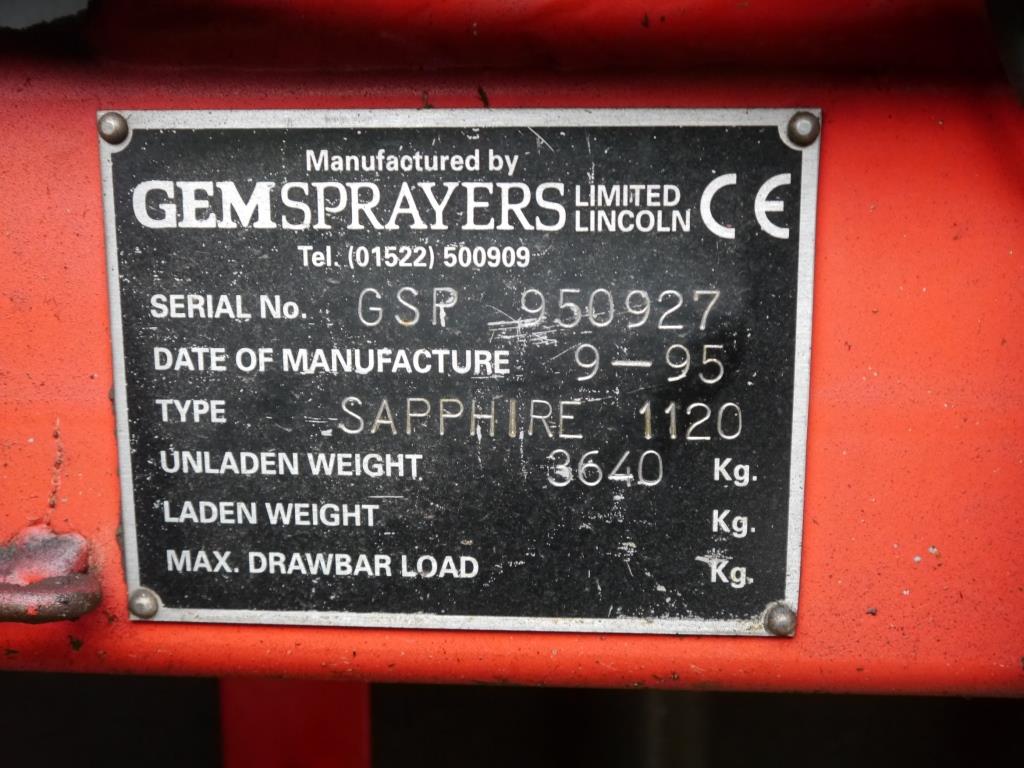 Manufactured by
GEMSPRAYERS LIMITED LINCOLN CE
Tel. (01522) 500909
SERIAL No. GSP 950927
DATE OF MANUFACTURE 9-95
TYPE SAPPHIRE 1120
UNLADEN WEIGHT 3640 Kg.
LADEN WEIGHT Kg.
MAX. DRAWBAR LOAD Kg.